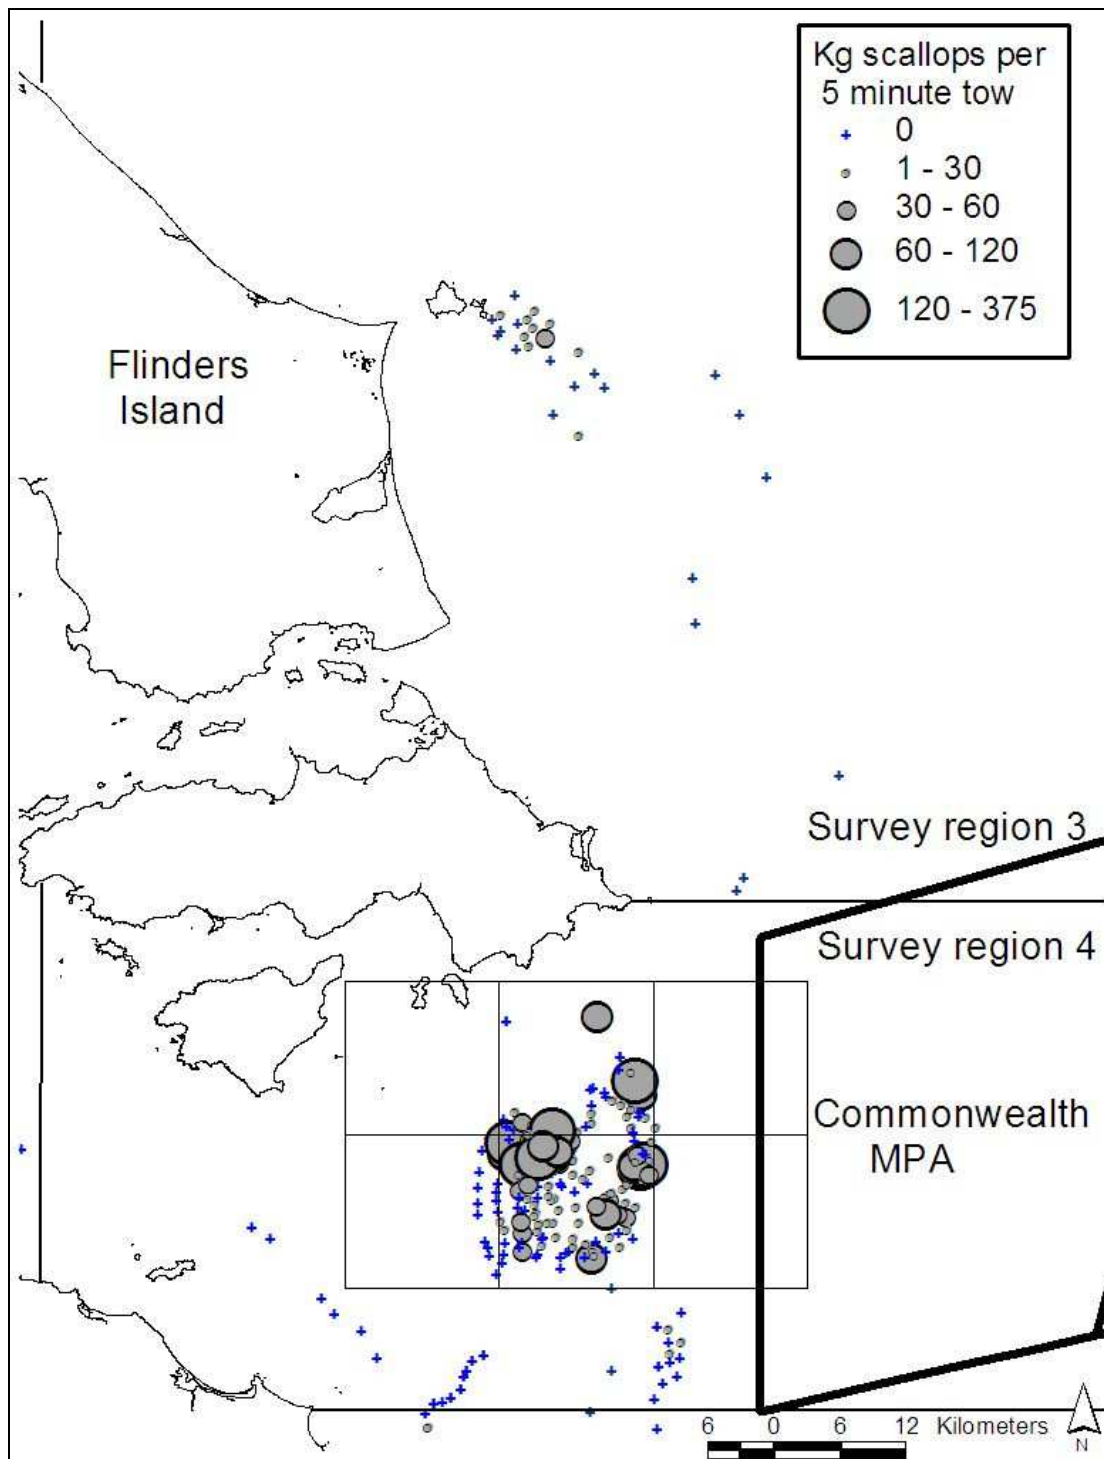 Kg scallops per
5 minute tow
0
1 - 30
30 - 60
60 - 120
120 - 375
Flinders
Island
Survey region 3
Survey region 4
Commonwealth
MPA
6 0 6 12 Kilometers
N